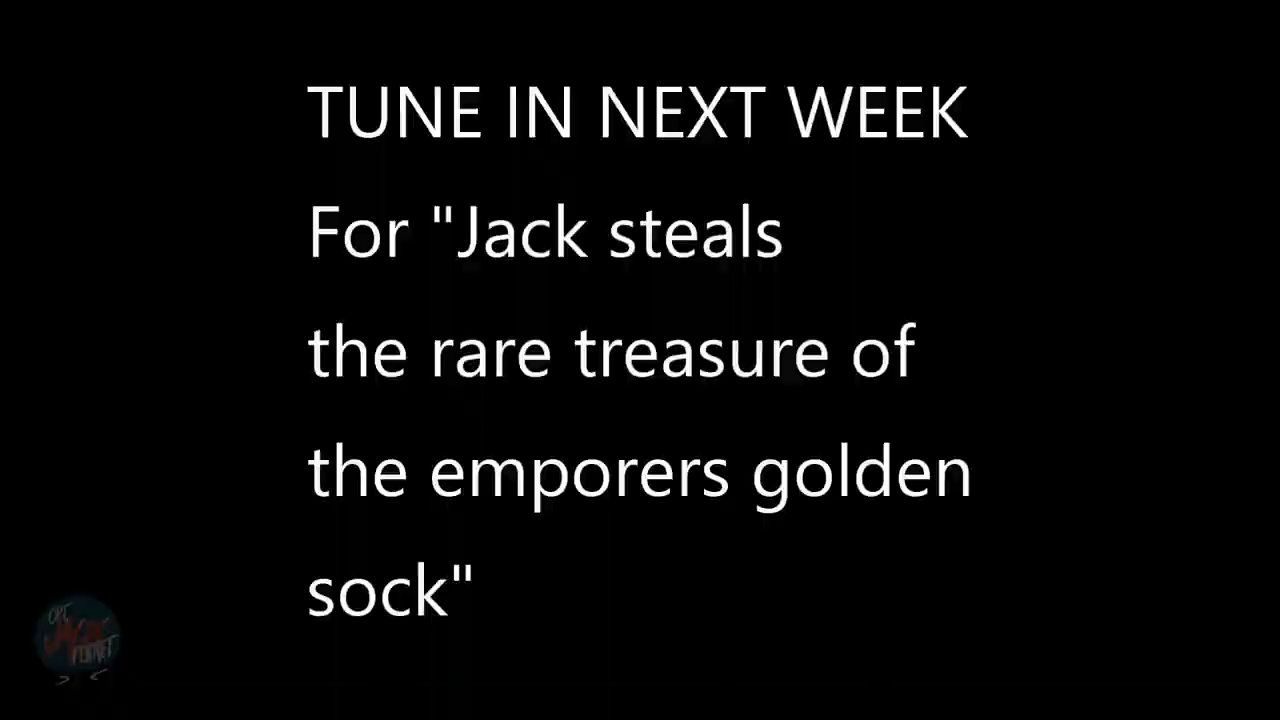 TUNE IN NEXT WEEK
For "Jack steals
the rare treasure of
the emporers golden
sock"